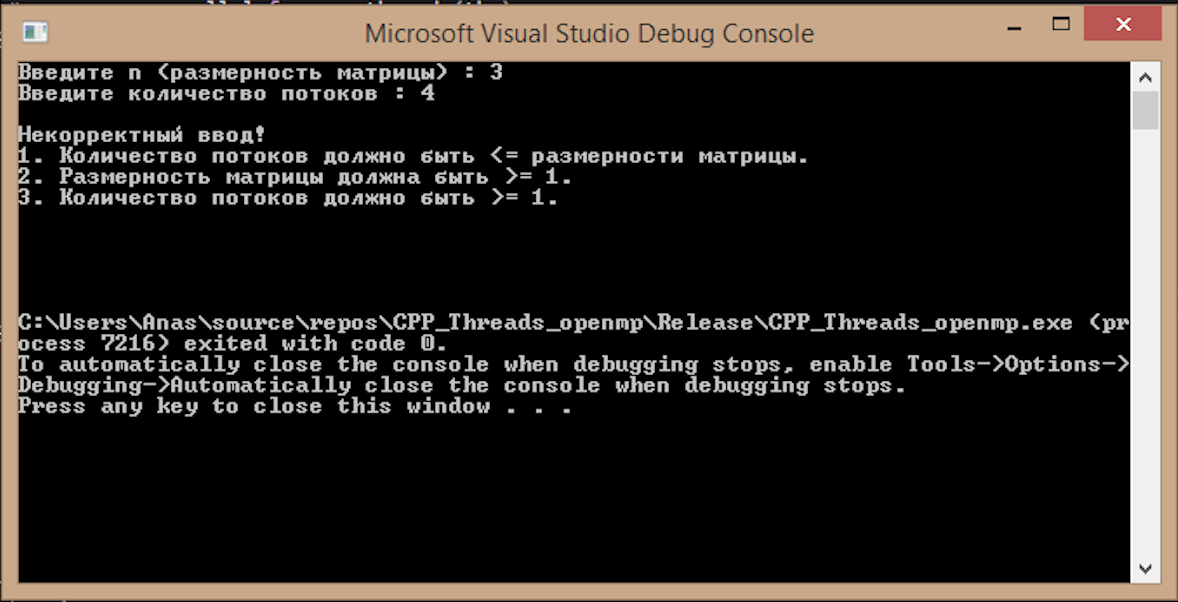 Microsoft Visual Studio Debug Console
Введите n (размерность матрицы) : 3
Введите количество потоков : 4
Некорректный ввод!
1. Количество потоков должно быть <= размерности матрицы.
2. Размерность матрицы должна быть >= 1.
3. Количество потоков должно быть >= 1.
C:\Users\Anas\source\repos\CPP_Threads_openmp\Release\CPP_Threads_openmp.exe (pr
ocess 7216) exited with code 0.
To automatically close the console when debugging stops, enable Tools->Options->
Debugging->Automatically close the console when debugging stops.
Press any key to close this window . . .